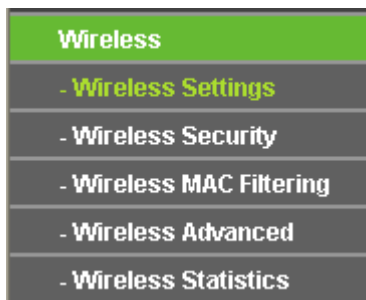 Wireless
- Wireless Settings
- Wireless Security
- Wireless MAC Filtering
- Wireless Advanced
- Wireless Statistics